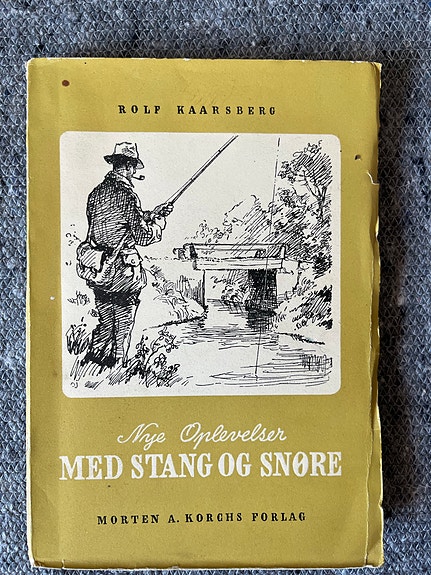 ROLF KAARSBERG
Nye Oplevelser
MED STANG OG SNØRE
MORTEN A. KORCHS FORLAG